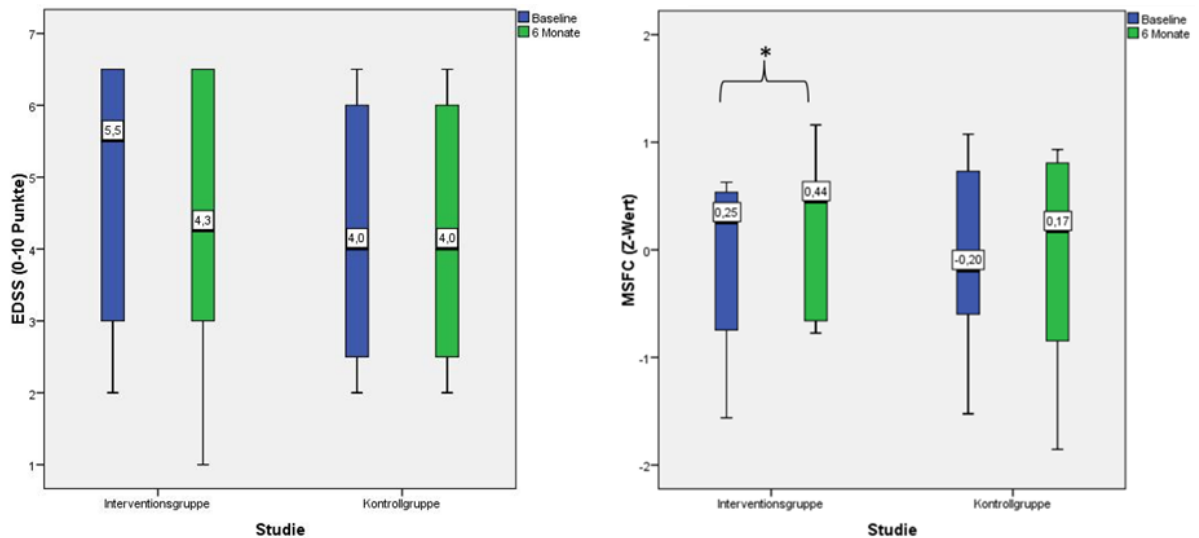 Baseline
6 Monate
7
6
5
4
3
2
1
EDSS (0-10 Punkte)
5,5
4,3
4,0
4,0
Interventionsgruppe
Kontrollgruppe
Studie
Baseline
6 Monate
2
1
0
-1
-2
MSFC (Z-Wert)
*
0,25
0,44
-0,20
0,17
Interventionsgruppe
Kontrollgruppe
Studie